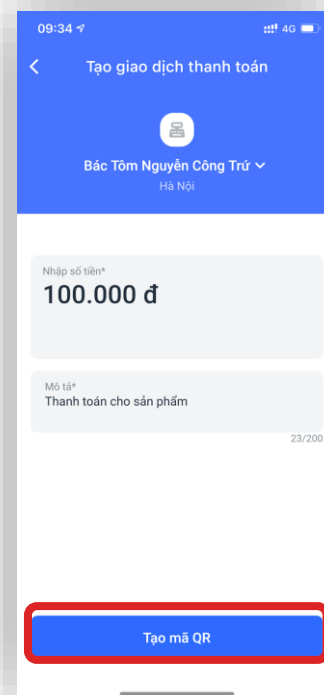 09:34
4G
Tạo giao dịch thanh toán
Bác Tôm Nguyễn Công Trứ
Hà Nội
Nhập số tiền*
100.000 đ
Mô tả*
Thanh toán cho sản phẩm
23/200
Tạo mã QR